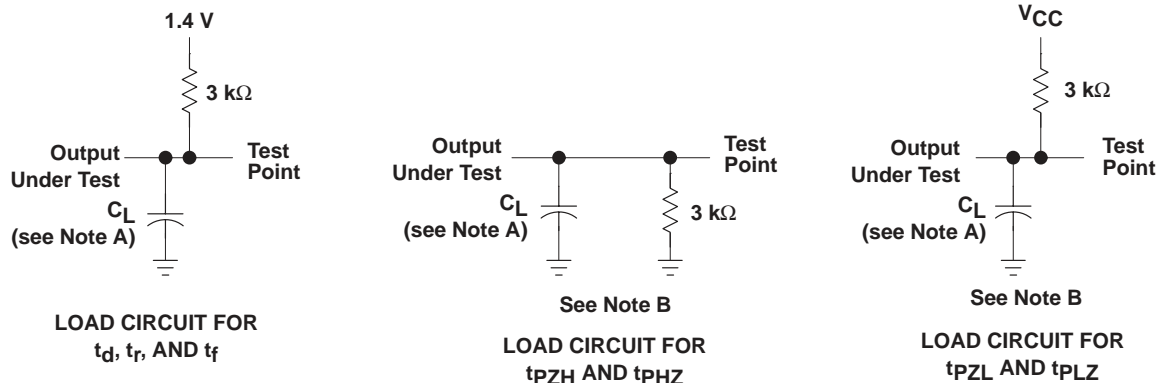 1.4 V
3 kΩ
Output
Under Test
Test
Point
CL
(see Note A)
LOAD CIRCUIT FOR
td, tr, AND tf
Output
Under Test
Test
Point
CL
(see Note A)
3 kΩ
See Note B
LOAD CIRCUIT FOR
tPZH AND tPHZ
VCC
3 kΩ
Output
Under Test
Test
Point
CL
(see Note A)
See Note B
LOAD CIRCUIT FOR
tPZL AND tPLZ